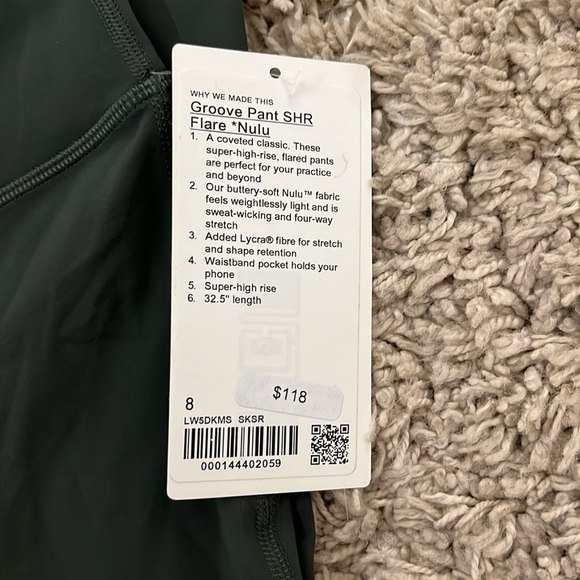 WHY WE MADE THIS
Groove Pant SHR
Flare *Nulu
1. A coveted classic. These
super-high-rise, flared pants
are perfect for your practice
and beyond
2. Our buttery-soft Nulu™ fabric
feels weightlessly light and is
sweat-wicking and four-way
stretch
3. Added Lycra® fibre for stretch
and shape retention
4. Waistband pocket holds your
phone
5. Super-high rise
6. 32.5" length
$118
8
LW5DKMS SKSR
000144402059